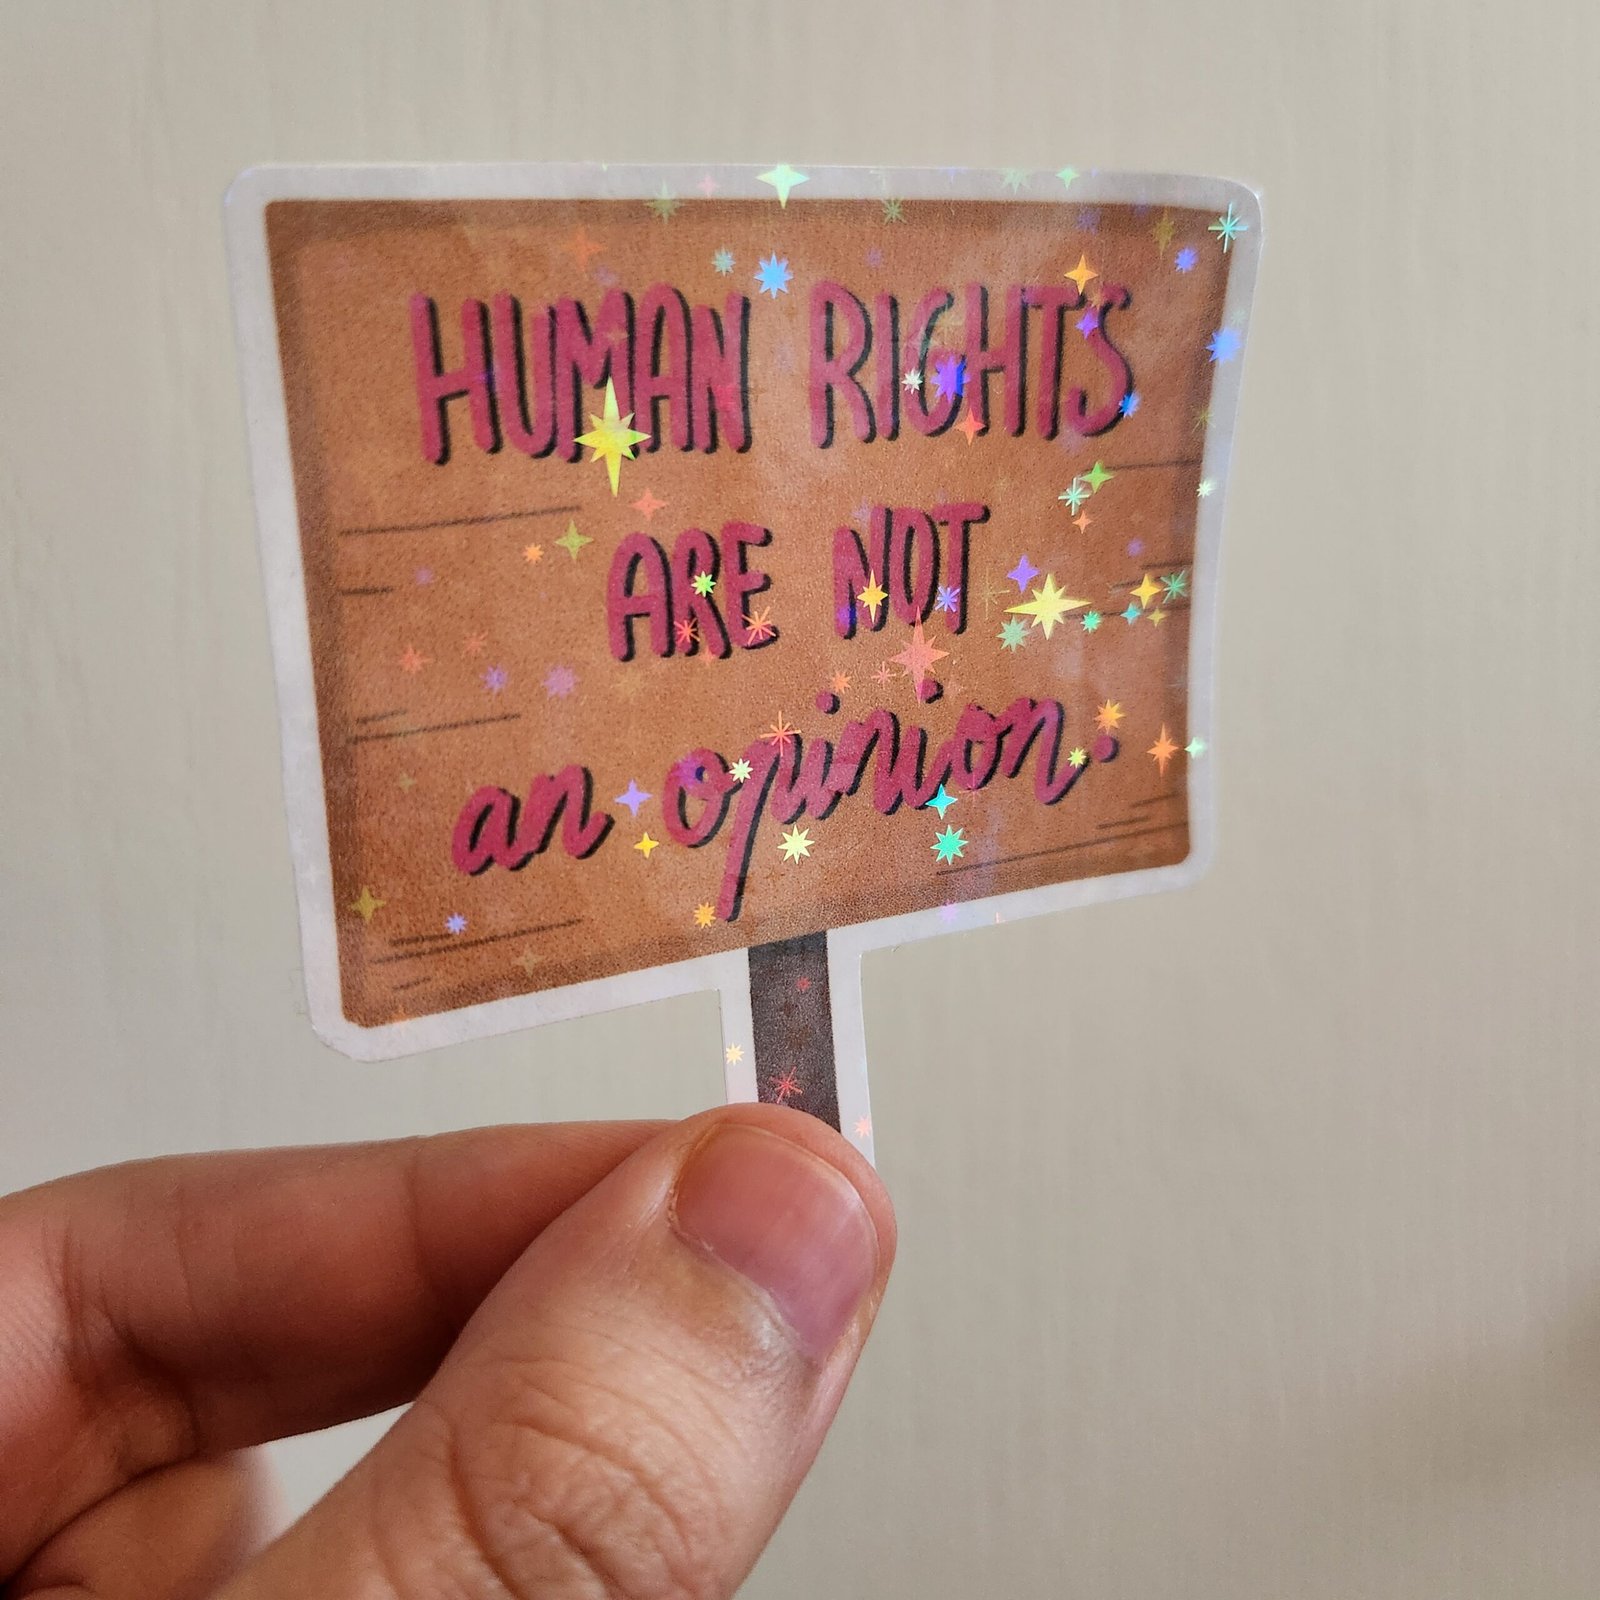 HUMAN RIGHTS
ARE NOT
an opinion.